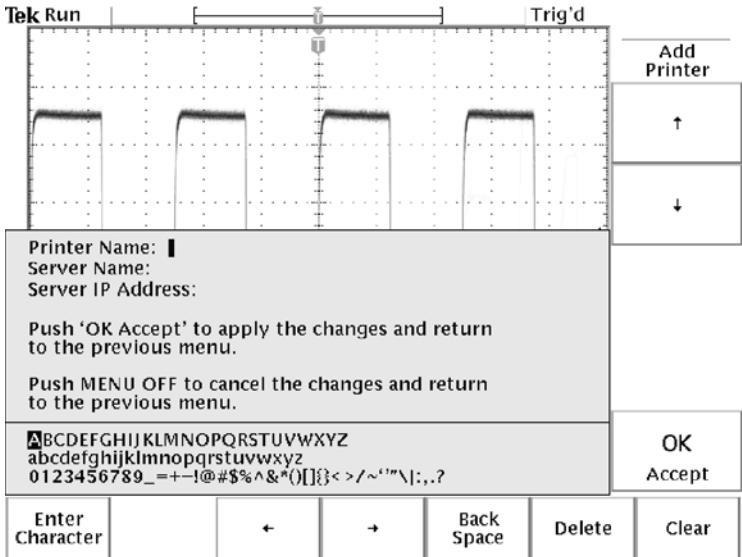 Tek Run
Trig'd
T
T
Add
Printer
↑
↓
Printer Name:
Server Name:
Server IP Address:
Push ‘OK Accept’ to apply the changes and return
to the previous menu.
Push MENU OFF to cancel the changes and return
to the previous menu.
ABCDEFGHIJKLMNOPQRSTUVWXYZ
abcdefghijklmnopqrstuvwxyz
0123456789_=+−!@#$%^&*()[]{}<>/~‘’”\|:,.?
OK
Accept
Enter
Character
←
→
Back
Space
Delete
Clear